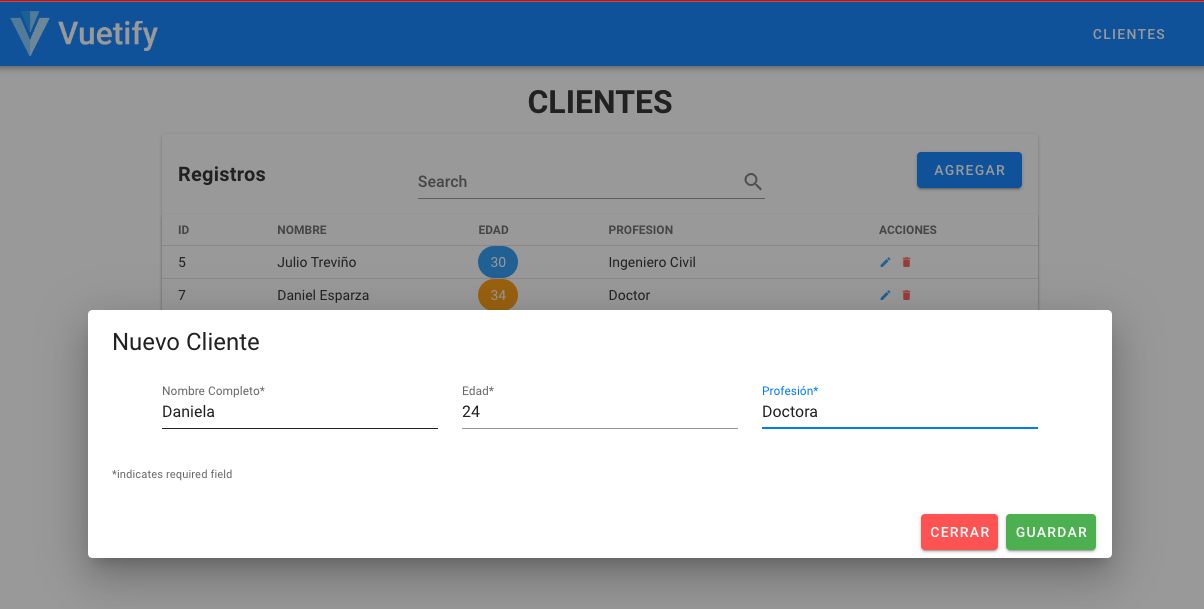 Vuetify
CLIENTES
CLIENTES
Registros
Search
AGREGAR
ID NOMBRE EDAD PROFESION ACCIONES
5 Julio Treviño 30 Ingeniero Civil
7 Daniel Esparza 34 Doctor
Nuevo Cliente
Nombre Completo* Edad* Profesión*
Daniela 24 Doctora
*indicates required field
CERRAR GUARDAR